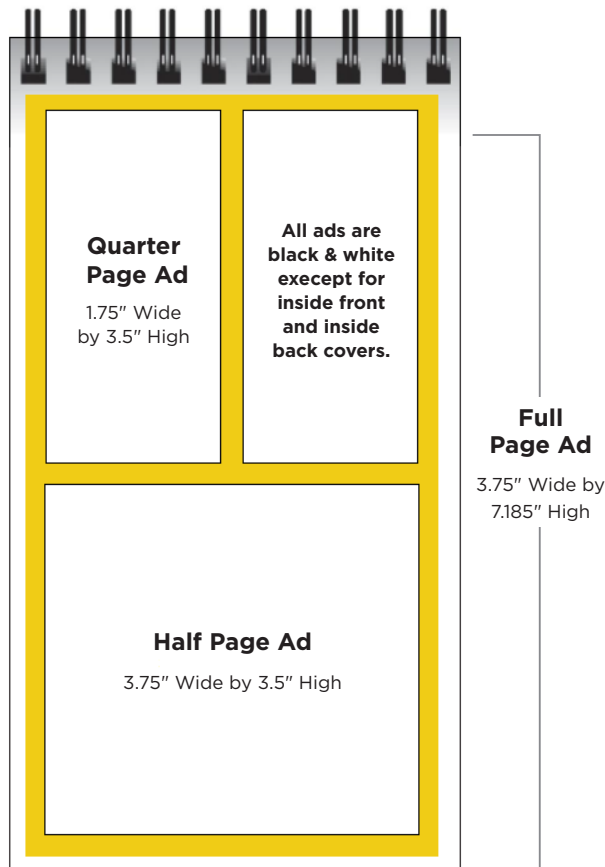 Quarter
Page Ad
1.75" Wide
by 3.5" High
All ads are
black & white
execept for
inside front
and inside
back covers.
Full
Page Ad
3.75" Wide by
7.185" High
Half Page Ad
3.75" Wide by 3.5" High